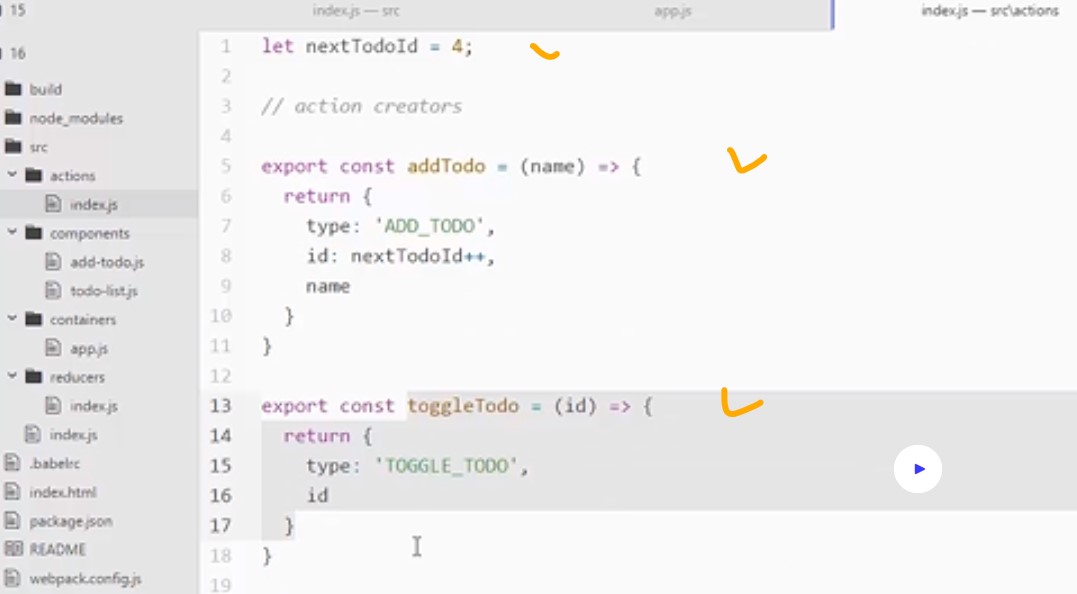 15
index.js — src
app.js
index.js — src\actions
16
build
node_modules
src
actions
index.js
components
add-todo.js
todo-list.js
containers
app.js
reducers
index.js
index.js
.babelrc
index.html
package.json
README
webpack.config.js
1 let nextTodoId = 4;
2
3 // action creators
4
5 export const addTodo = (name) => {
6 return {
7 type: 'ADD_TODO',
8 id: nextTodoId++,
9 name
10 }
11 }
12
13 export const toggleTodo = (id) => {
14 return {
15 type: 'TOGGLE_TODO',
16 id
17 }
18 }
19